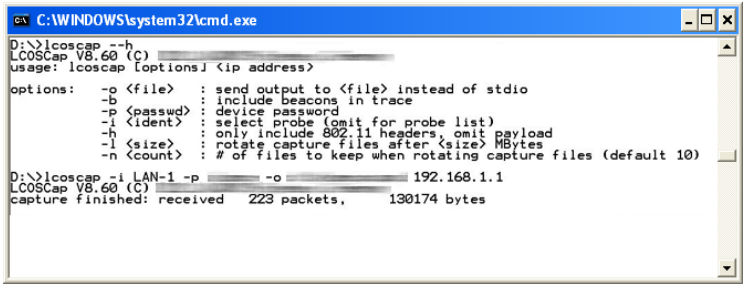 C:\WINDOWS\system32\cmd.exe
D:\>lcoscap --h
LCOSCap V8.60 (C)
usage: lcoscap [options] <ip address>
options: -o <file> : send output to <file> instead of stdio
-b : include beacons in trace
-p <passwd> : device password
-i <ident> : select probe (omit for probe list)
-h : only include 802.11 headers, omit payload
-l <size> : rotate capture files after <size> MBytes
-n <count> : # of files to keep when rotating capture files (default 10)
D:\>lcoscap -i LAN-1 -p -o 192.168.1.1
LCOSCap V8.60 (C)
capture finished: received 223 packets, 130174 bytes